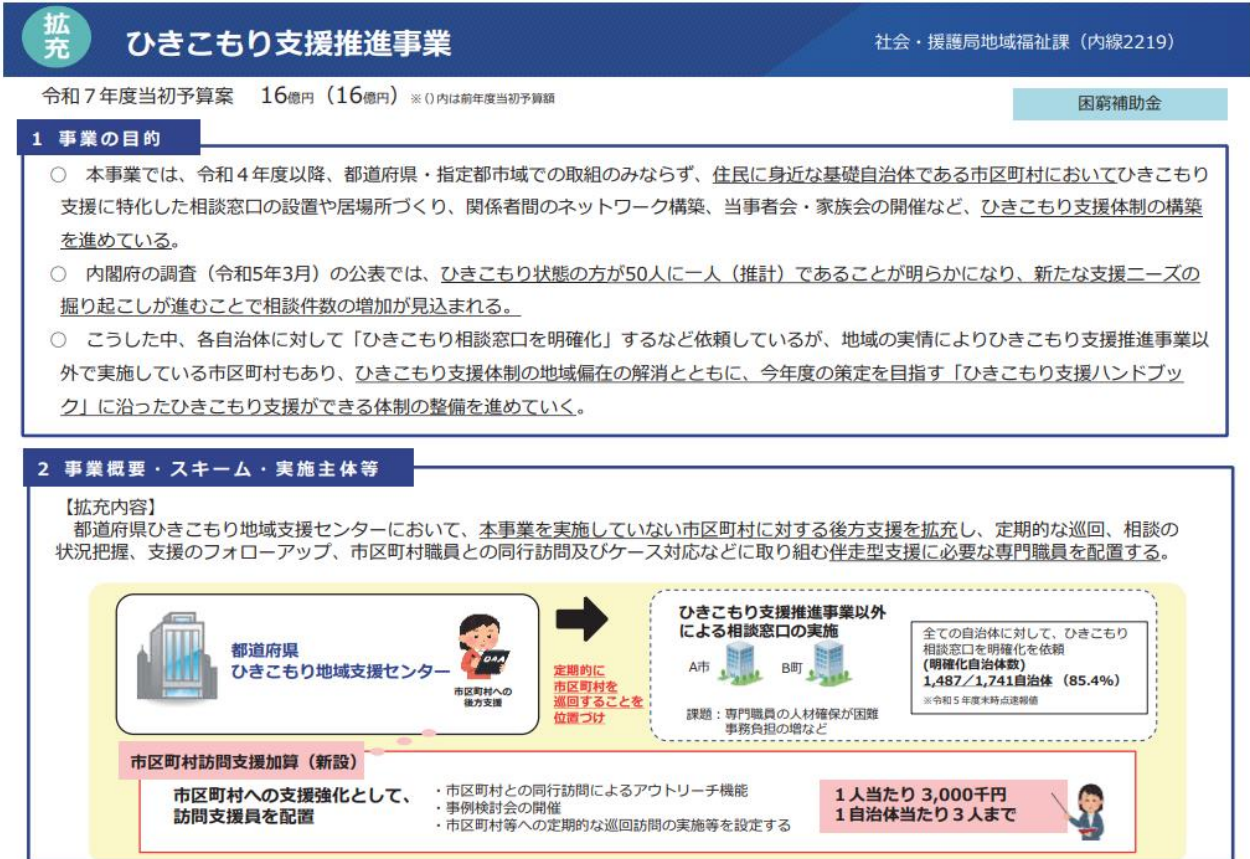 拡充
ひきこもり支援推進事業
社会・援護局地域福祉課（内線2219）
令和７年度当初予算案　16億円（16億円）※()内は前年度当初予算額
困窮補助金
1 事業の目的
○　本事業では、令和４年度以降、都道府県・指定都市域での取組のみならず、住民に身近な基礎自治体である市区町村においてひきこもり
支援に特化した相談窓口の設置や居場所づくり、関係者間のネットワーク構築、当事者会・家族会の開催など、ひきこもり支援体制の構築
を進めている。
○　内閣府の調査（令和5年3月）の公表では、ひきこもり状態の方が50人に一人（推計）であることが明らかになり、新たな支援ニーズの
掘り起こしが進むことで相談件数の増加が見込まれる。
○　こうした中、各自治体に対して「ひきこもり相談窓口を明確化」するなど依頼しているが、地域の実情によりひきこもり支援推進事業以
外で実施している市区町村もあり、ひきこもり支援体制の地域偏在の解消とともに、今年度の策定を目指す「ひきこもり支援ハンドブッ
ク」に沿ったひきこもり支援ができる体制の整備を進めていく。
2 事業概要・スキーム・実施主体等
【拡充内容】
都道府県ひきこもり地域支援センターにおいて、本事業を実施していない市区町村に対する後方支援を拡充し、定期的な巡回、相談の
状況把握、支援のフォローアップ、市区町村職員との同行訪問及びケース対応などに取り組む伴走型支援に必要な専門職員を配置する。
都道府県
ひきこもり地域支援センター
Q&A
市区町村への
後方支援
定期的に
市区町村を
巡回することを
位置づけ
ひきこもり支援推進事業以外
による相談窓口の実施
A市
B町
課題：専門職員の人材確保が困難
事務負担の増など
全ての自治体に対して、ひきこもり
相談窓口を明確化を依頼
(明確化自治体数)
1,487／1,741自治体（85.4%）
※令和５年度末時点速報値
市区町村訪問支援加算（新設）
市区町村への支援強化として、
訪問支援員を配置
・市区町村との同行訪問によるアウトリーチ機能
・事例検討会の開催
・市区町村等への定期的な巡回訪問の実施等を設定する
１人当たり 3,000千円
１自治体当たり３人まで